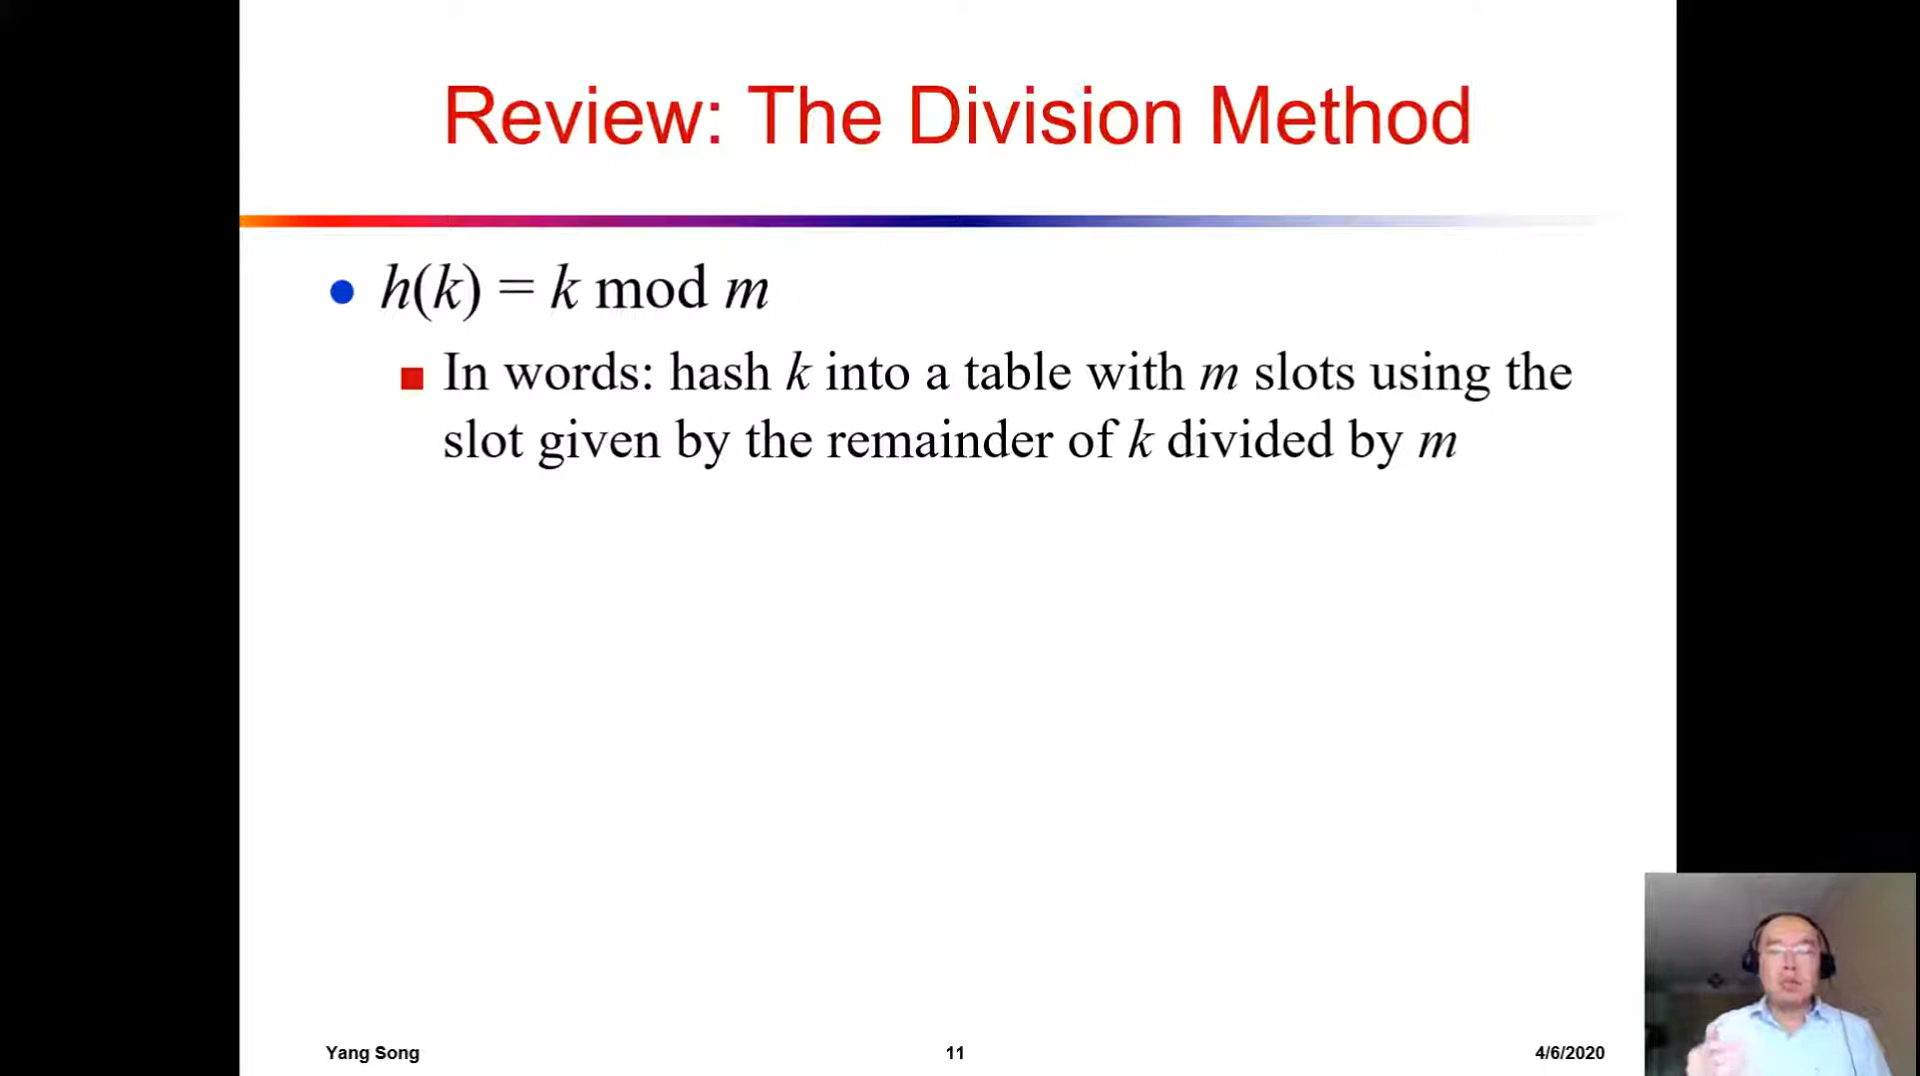 Review: The Division Method
h(k) = k mod m
In words: hash k into a table with m slots using the
slot given by the remainder of k divided by m
Yang Song
11
4/6/2020